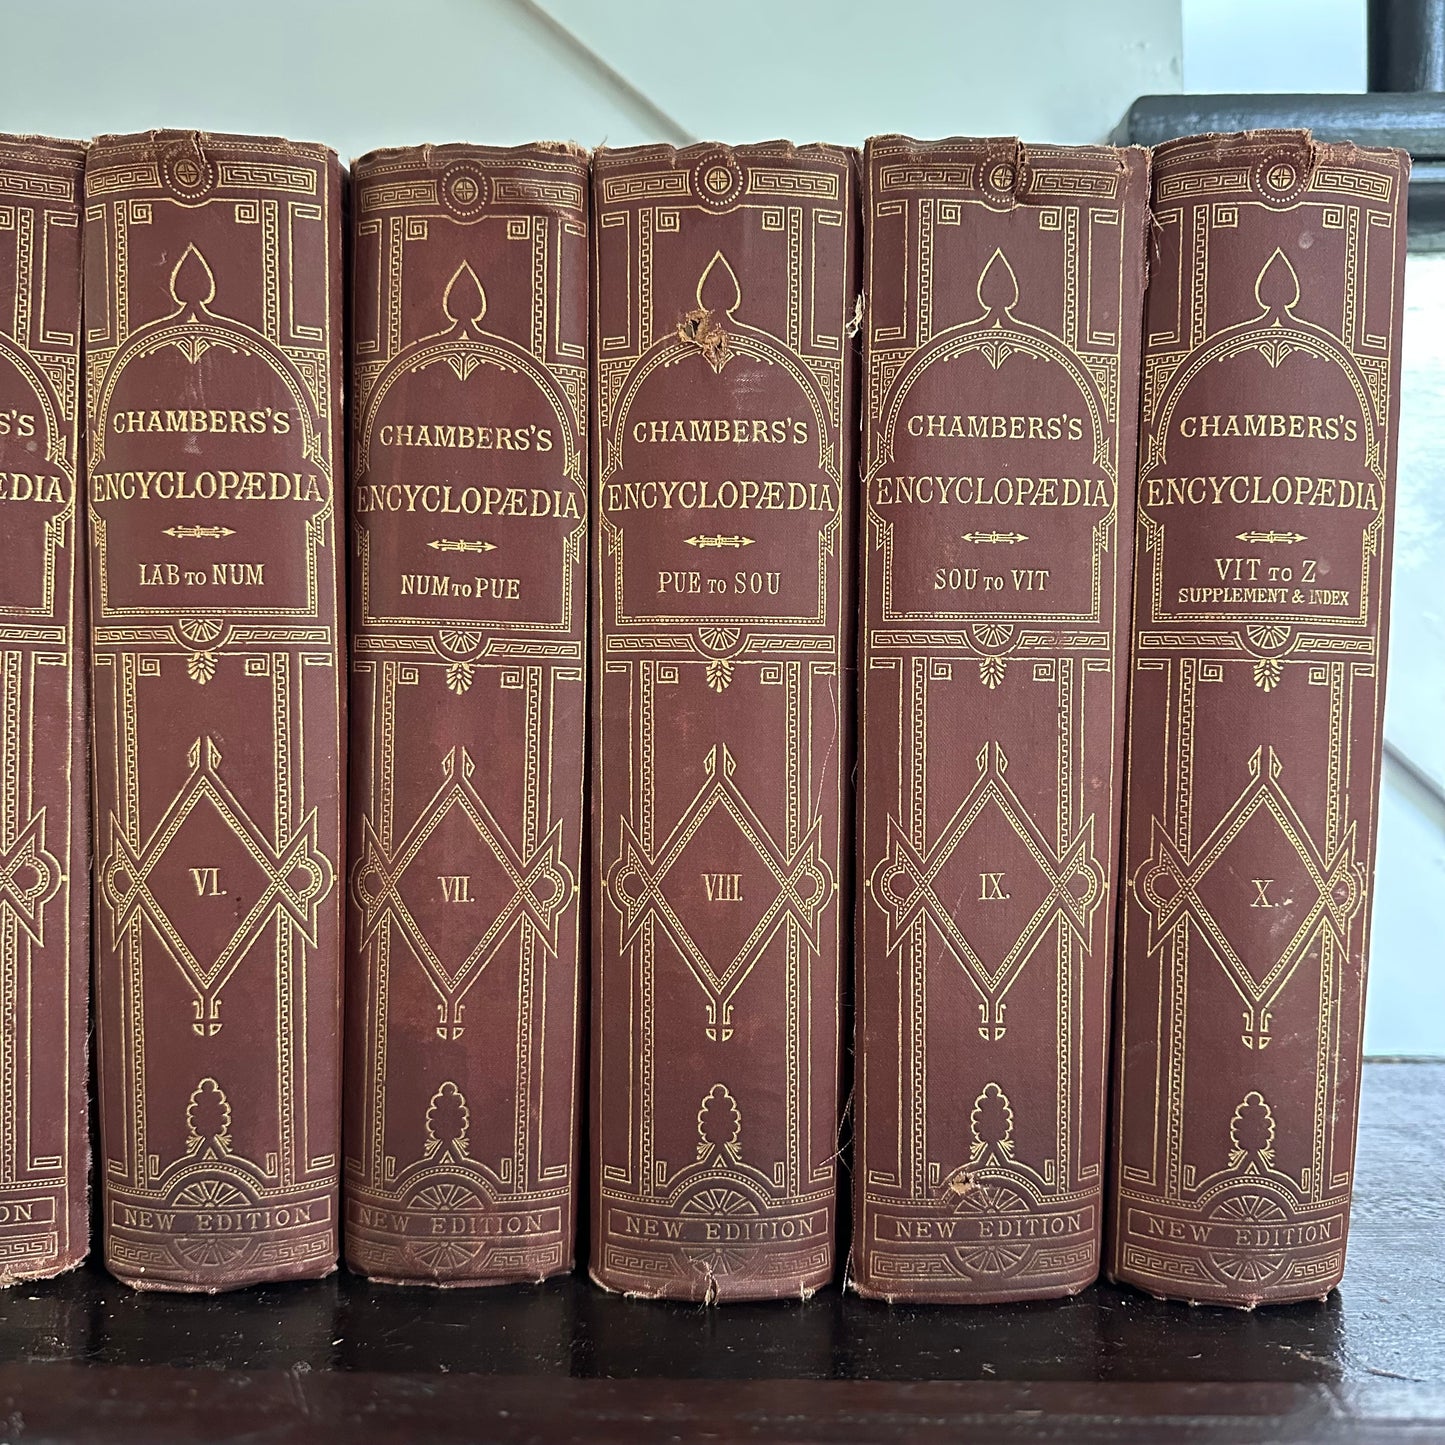 S'S
ÆDIA
ON
CHAMBERS'S
ENCYCLOPÆDIA
LAB TO NUM
VI.
NEW EDITION
CHAMBERS'S
ENCYCLOPÆDIA
NUM TO PUE
VII.
NEW EDITION
CHAMBERS'S
ENCYCLOPÆDIA
PUE TO SOU
VIII.
NEW EDITION
CHAMBERS'S
ENCYCLOPÆDIA
SOU TO VIT
IX.
NEW EDITION
CHAMBERS'S
ENCYCLOPÆDIA
VIT TO Z
SUPPLEMENT & INDEX
X.
NEW EDITION